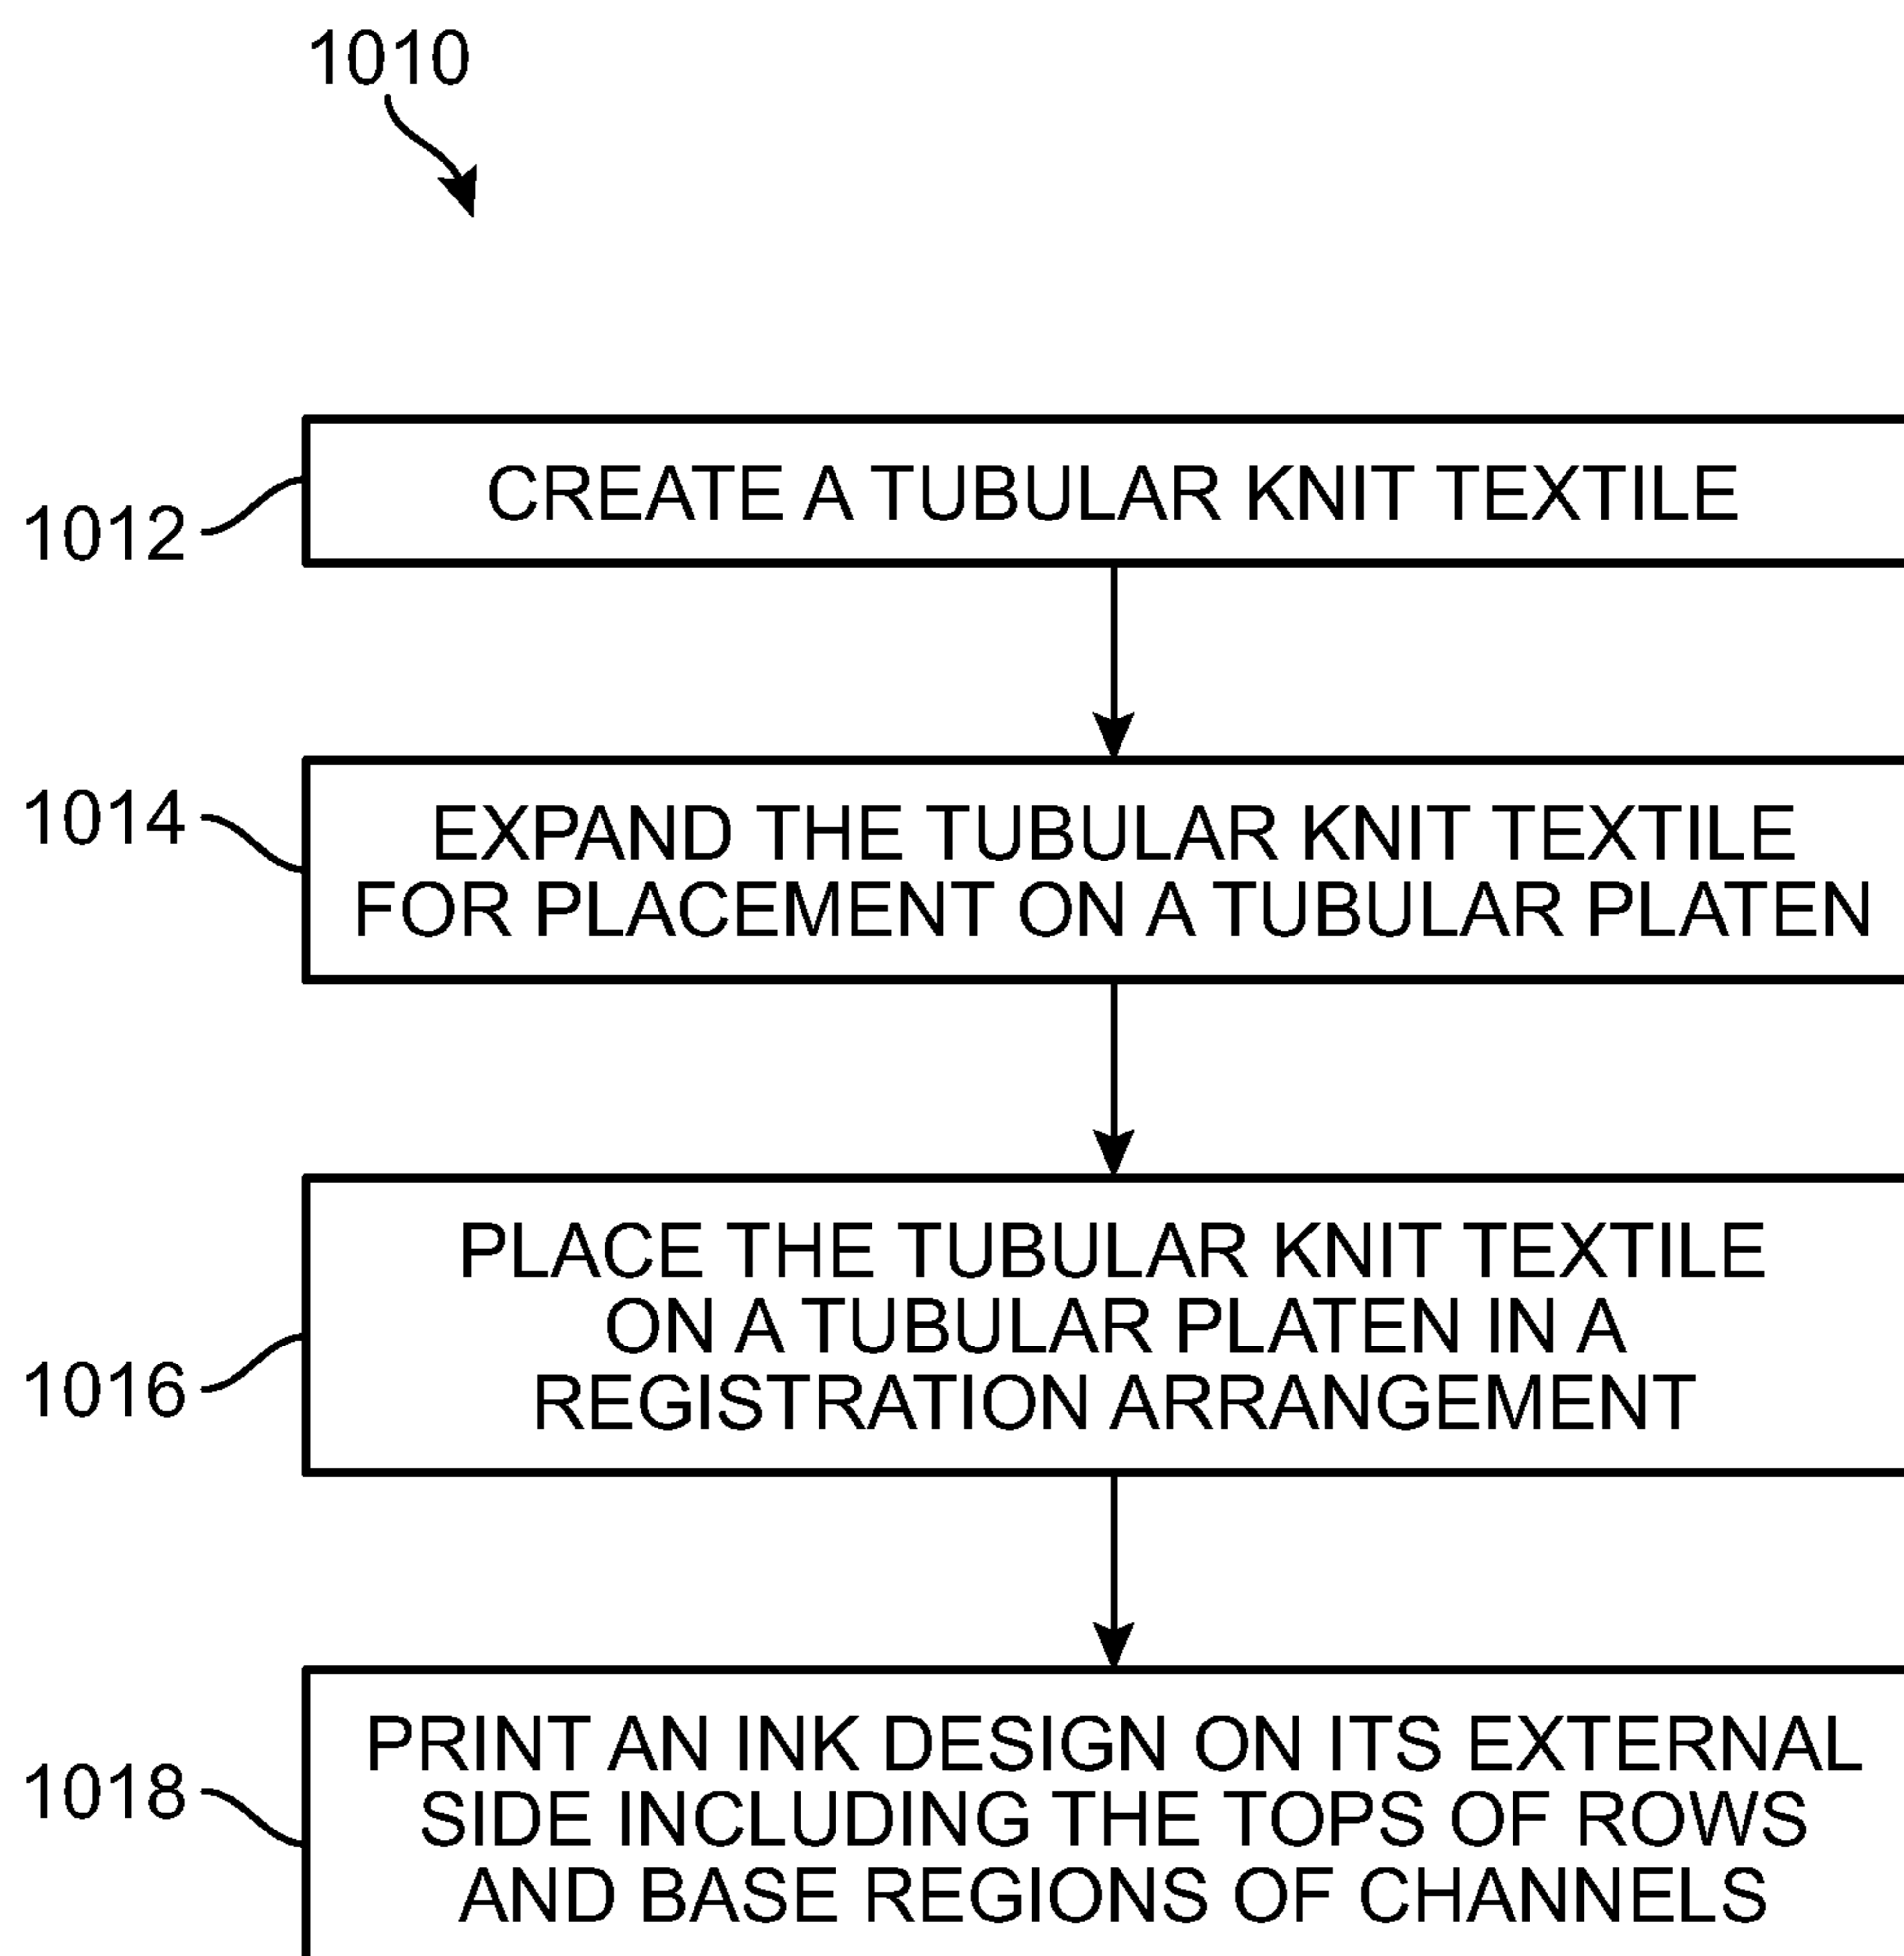 1010
1012
CREATE A TUBULAR KNIT TEXTILE
1014
EXPAND THE TUBULAR KNIT TEXTILE
FOR PLACEMENT ON A TUBULAR PLATEN
1016
PLACE THE TUBULAR KNIT TEXTILE
ON A TUBULAR PLATEN IN A
REGISTRATION ARRANGEMENT
1018
PRINT AN INK DESIGN ON ITS EXTERNAL
SIDE INCLUDING THE TOPS OF ROWS
AND BASE REGIONS OF CHANNELS